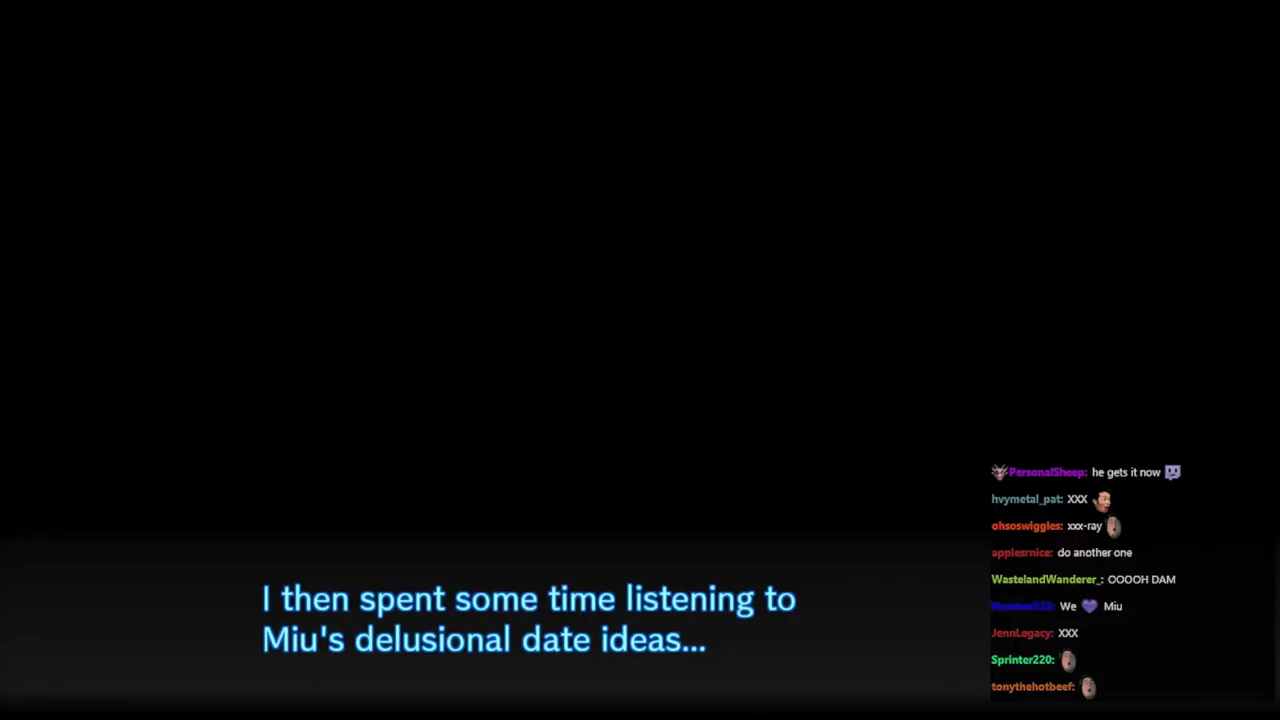 PersonalSheep: he gets it now
hvymetal_pat: XXX
ohsoswiggles: xxx-ray
applesrnice: do another one
WastelandWanderer_: OOOOH DAM
We Miu
JennLegacy: XXX
Sprinter220:
tonythehotbeef:
I then spent some time listening to
Miu's delusional date ideas...